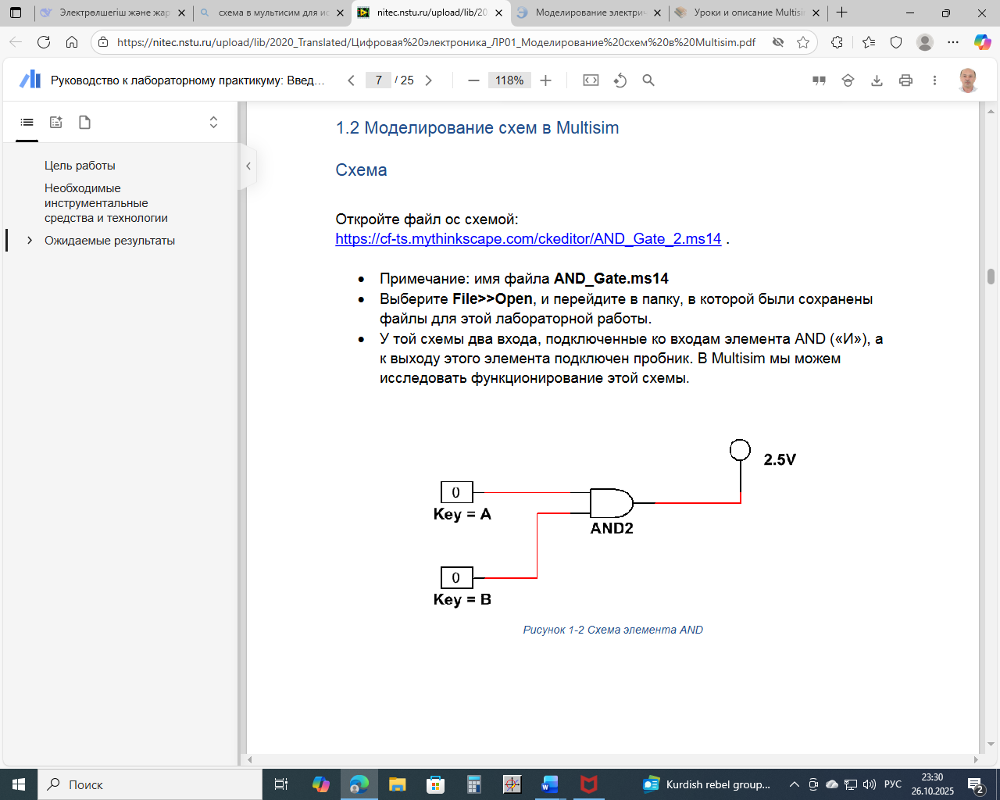 Электрөлшегіш және жар
схема в мультисим для ис
nitec.nstu.ru/upload/lib/20
Моделирование электрич
Уроки и описание Multisi
https://nitec.nstu.ru/upload/lib/2020_Translated/Цифровая%20электроника_ЛР01_Моделирование%20схем%20в%20Multisim.pdf
Руководство к лабораторному практикуму: Введ...
7 / 25
118%
Цель работы
Необходимые
инструментальные
средства и технологии
Ожидаемые результаты
1.2 Моделирование схем в Multisim
Схема
Откройте файл ос схемой:
https://cf-ts.mythinkscape.com/ckeditor/AND_Gate_2.ms14 .
• Примечание: имя файла AND_Gate.ms14
• Выберите File>>Open, и перейдите в папку, в которой были сохранены
файлы для этой лабораторной работы.
• У той схемы два входа, подключенные ко входам элемента AND («И»), а
к выходу этого элемента подключен пробник. В Multisim мы можем
исследовать функционирование этой схемы.
2.5V
0
Key = A
AND2
0
Key = B
Рисунок 1-2 Схема элемента AND
Поиск
Kurdish rebel group...
РУС
23:30
26.10.2025
2